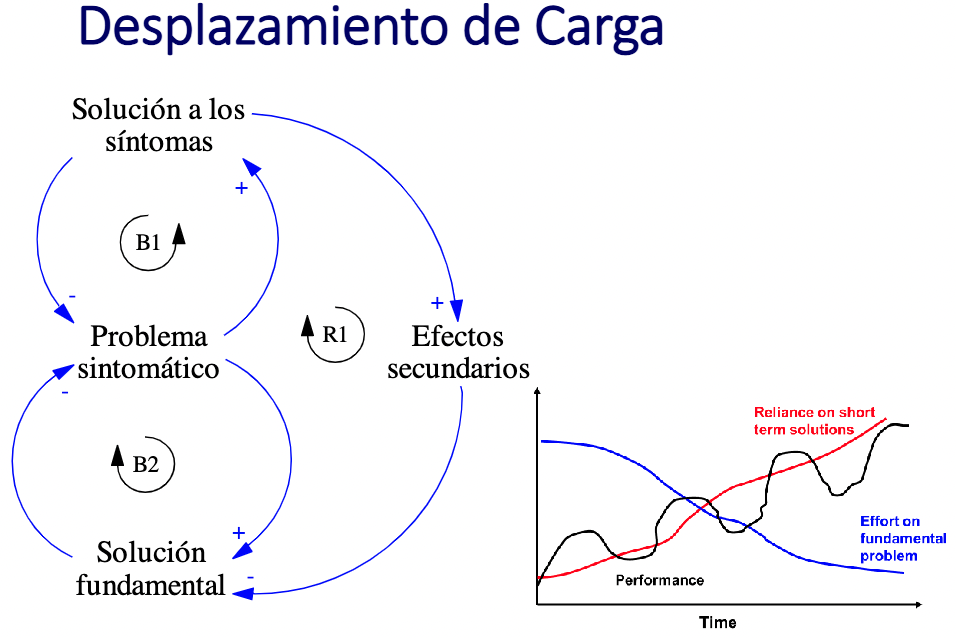 Desplazamiento de Carga
Solución a los
síntomas
+
B1
-
+
Problema
sintomático
R1
Efectos
secundarios
-
B2
Reliance on short
term solutions
+
Effort on
fundamental
problem
Solución
fundamental
-
Performance
Time